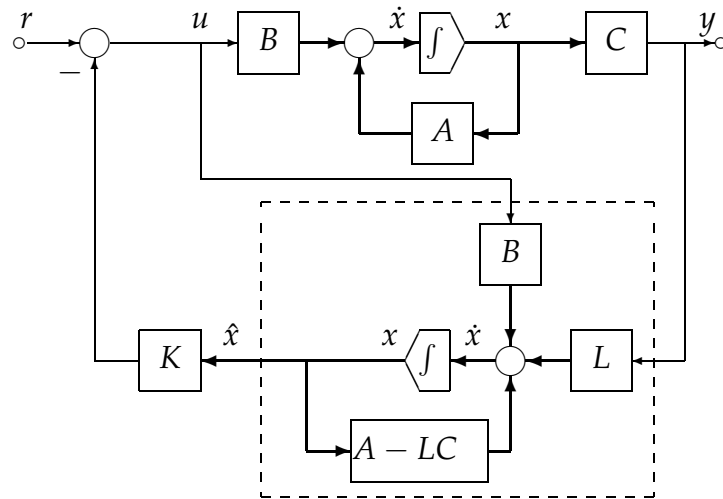 r u B ẋ ∫ x C y
−
A
B
K x̂ x ∫ ẋ L
A − LC